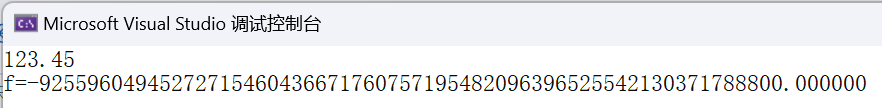 C:\ Microsoft Visual Studio 调试控制台
123.45
f=-92559604945272715460436671760757195482096396525542130371788800.000000